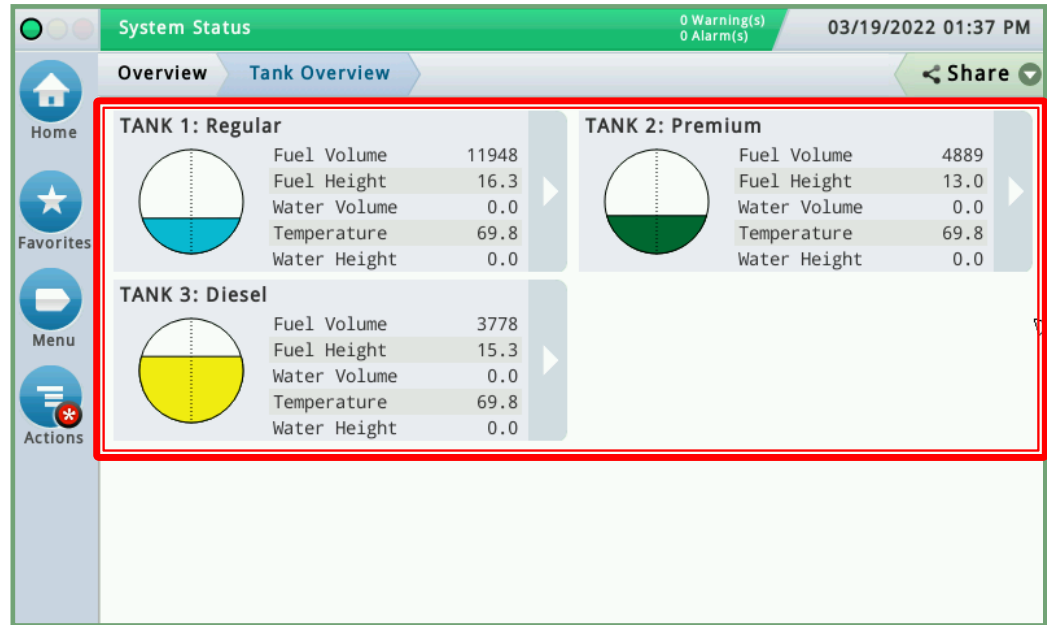 System Status
0 Warning(s)
0 Alarm(s)
03/19/2022 01:37 PM
Overview
Tank Overview
Share
Home
Favorites
Menu
Actions
TANK 1: Regular
Fuel Volume 11948
Fuel Height 16.3
Water Volume 0.0
Temperature 69.8
Water Height 0.0
TANK 2: Premium
Fuel Volume 4889
Fuel Height 13.0
Water Volume 0.0
Temperature 69.8
Water Height 0.0
TANK 3: Diesel
Fuel Volume 3778
Fuel Height 15.3
Water Volume 0.0
Temperature 69.8
Water Height 0.0